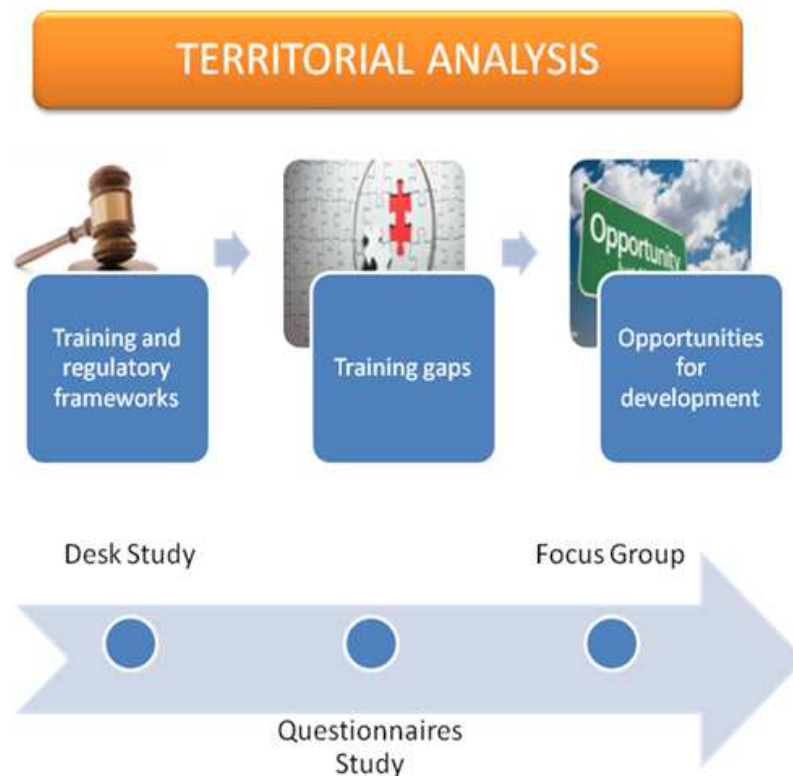 TERRITORIAL ANALYSIS
Opportunity
Training and
regulatory
frameworks
Training gaps
Opportunities
for
development
Desk Study
Focus Group
Questionnaires
Study